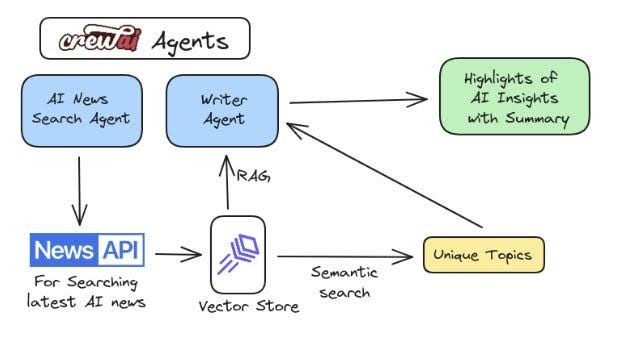 crewai Agents
AI News
Search Agent
Writer
Agent
Highlights of
AI Insights
with Summary
RAG
News API
For Searching
latest AI news
Vector Store
Semantic
search
Unique Topics